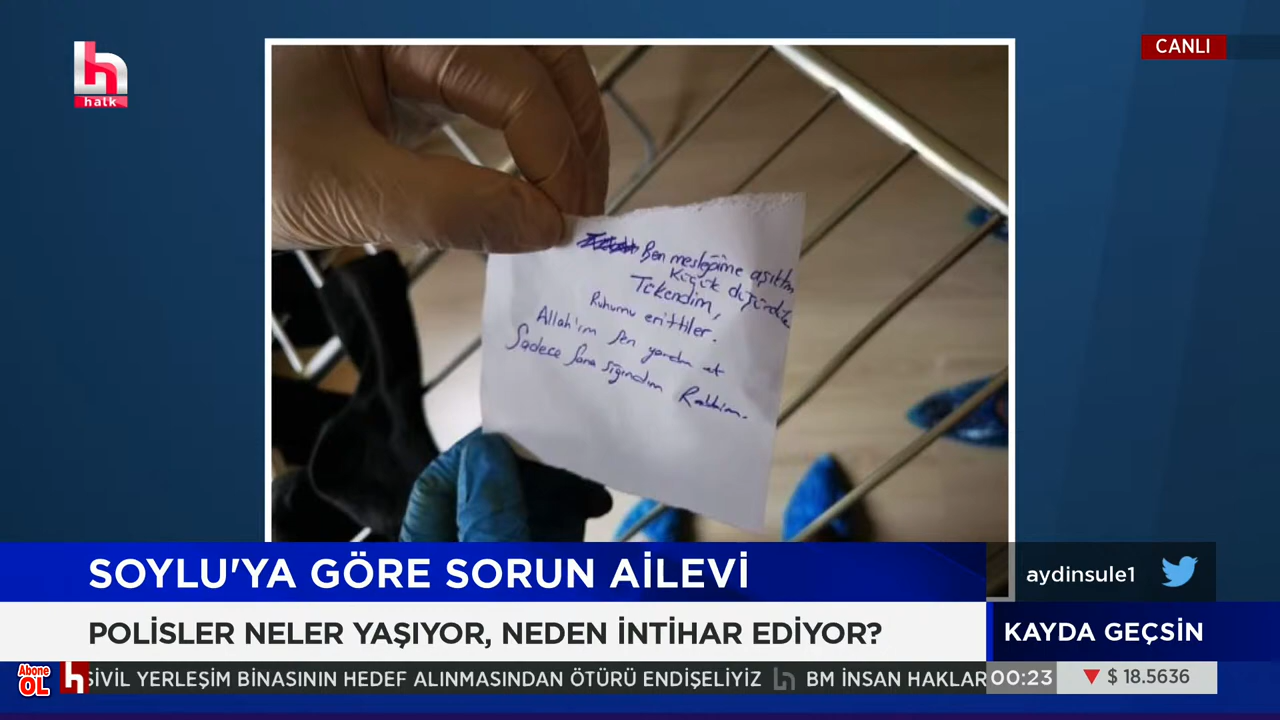 h
halk
CANLI
Ben mesleğime aşıktım
Küçük düşürdüler
Tükendim,
Ruhumu erittiler.
Allah'ım sen yardım et
Sadece sana sığındım Rabbim.
SOYLU'YA GÖRE SORUN AİLEVİ
aydinsule1
POLİSLER NELER YAŞIYOR, NEDEN İNTİHAR EDİYOR?
KAYDA GEÇSİN
Abone
OL
h SİVİL YERLEŞİM BİNASININ HEDEF ALINMASINDAN ÖTÜRÜ ENDİŞELİYİZ h BM İNSAN HAKLAR 00:23 $ 18.5636